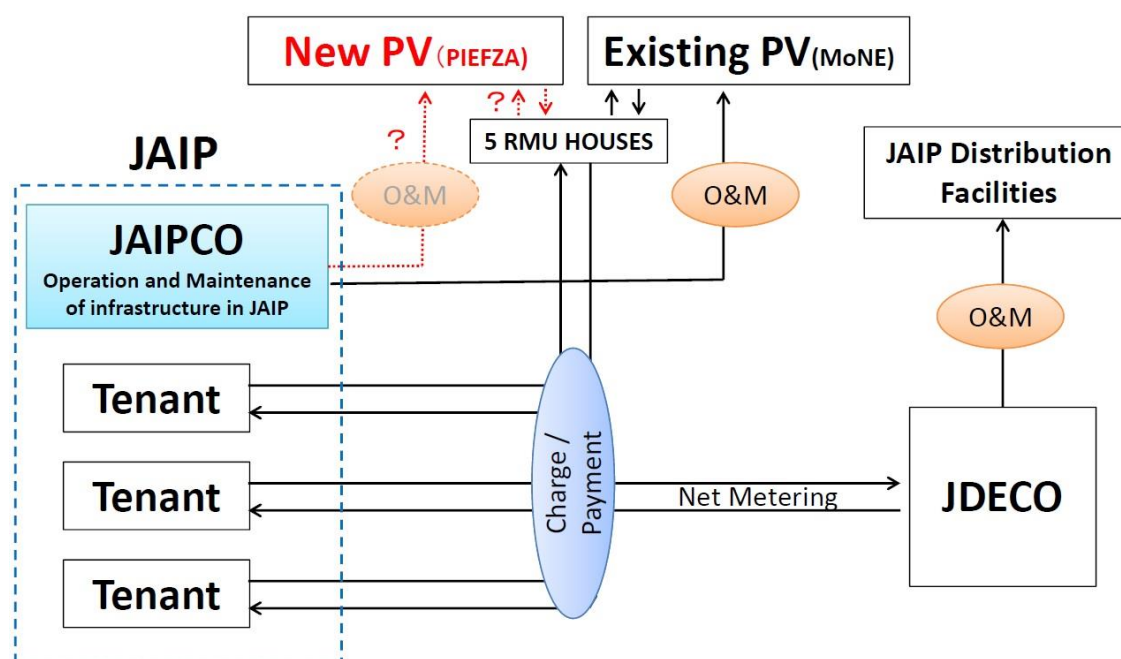 New PV（PIEFZA)
Existing PV(MoNE)
?
?
5 RMU HOUSES
JAIP
JAIP Distribution
Facilities
O&M
O&M
JAIPCO
Operation and Maintenance
of infrastructure in JAIP
O&M
Tenant
Charge /
Payment
Tenant
Net Metering
JDECO
Tenant